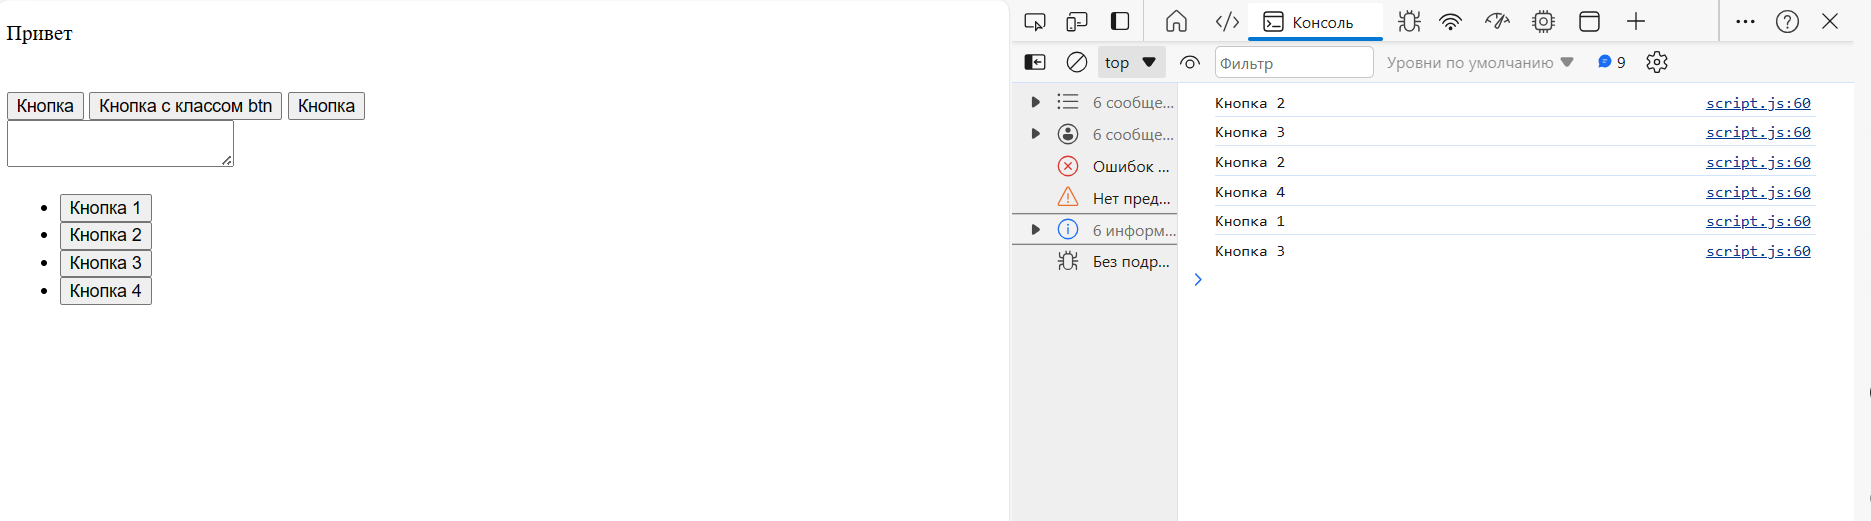 Привет
Кнопка Кнопка с классом btn Кнопка
Кнопка 1
Кнопка 2
Кнопка 3
Кнопка 4
Консоль
top Фильтр Уровни по умолчанию 9
6 сообще...
6 сообще...
Ошибок ...
Нет пред...
6 информ...
Без подр...
Кнопка 2 script.js:60
Кнопка 3 script.js:60
Кнопка 2 script.js:60
Кнопка 4 script.js:60
Кнопка 1 script.js:60
Кнопка 3 script.js:60